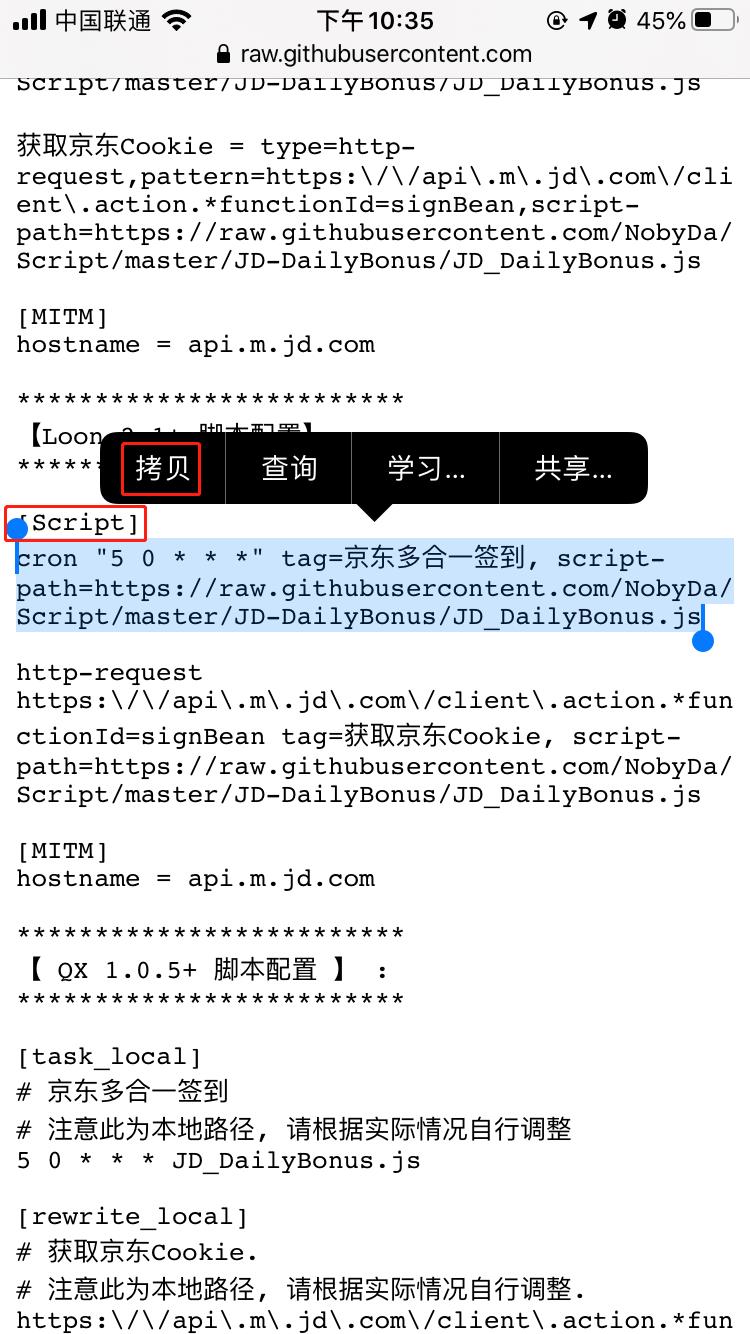 中国联通 下午10:35 45%
raw.githubusercontent.com
Script/master/JD-DailyBonus/JD_DailyBonus.js
获取京东Cookie = type=http-
request,pattern=https:\/\/api\.m\.jd\.com\/cli
ent\.action.*functionId=signBean,script-
path=https://raw.githubusercontent.com/NobyDa/
Script/master/JD-DailyBonus/JD_DailyBonus.js
[MITM]
hostname = api.m.jd.com
*************************
【Loon 2.1+ 脚本配置】
******
拷贝 查询 学习... 共享...
[Script]
cron "5 0 * * *" tag=京东多合一签到, script-
path=https://raw.githubusercontent.com/NobyDa/
Script/master/JD-DailyBonus/JD_DailyBonus.js
http-request
https:\/\/api\.m\.jd\.com\/client\.action.*fun
ctionId=signBean tag=获取京东Cookie, script-
path=https://raw.githubusercontent.com/NobyDa/
Script/master/JD-DailyBonus/JD_DailyBonus.js
[MITM]
hostname = api.m.jd.com
*************************
【 QX 1.0.5+ 脚本配置 】 :
*************************
[task_local]
# 京东多合一签到
# 注意此为本地路径, 请根据实际情况自行调整
5 0 * * * JD_DailyBonus.js
[rewrite_local]
# 获取京东Cookie.
# 注意此为本地路径, 请根据实际情况自行调整.
https:\/\/api\.m\.jd\.com\/client\.action.*fun